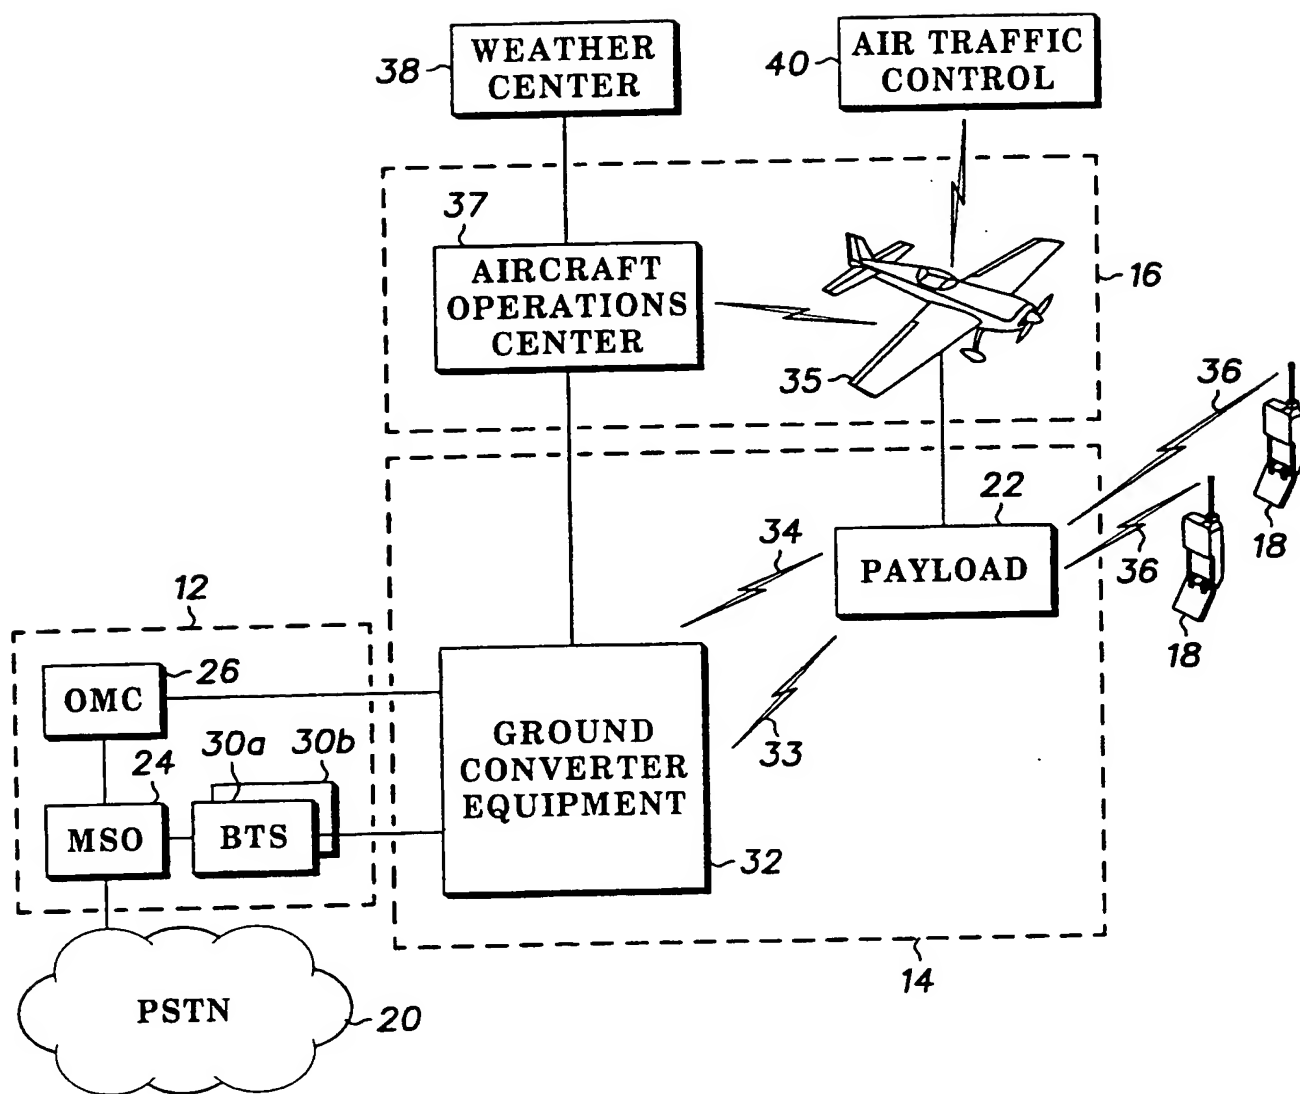 WEATHER
CENTER
38
AIR TRAFFIC
CONTROL
40
37
AIRCRAFT
OPERATIONS
CENTER
35
16
36
36
18
18
22
PAYLOAD
34
33
12
OMC
26
24
30a
30b
MSO
BTS
GROUND
CONVERTER
EQUIPMENT
32
14
PSTN
20